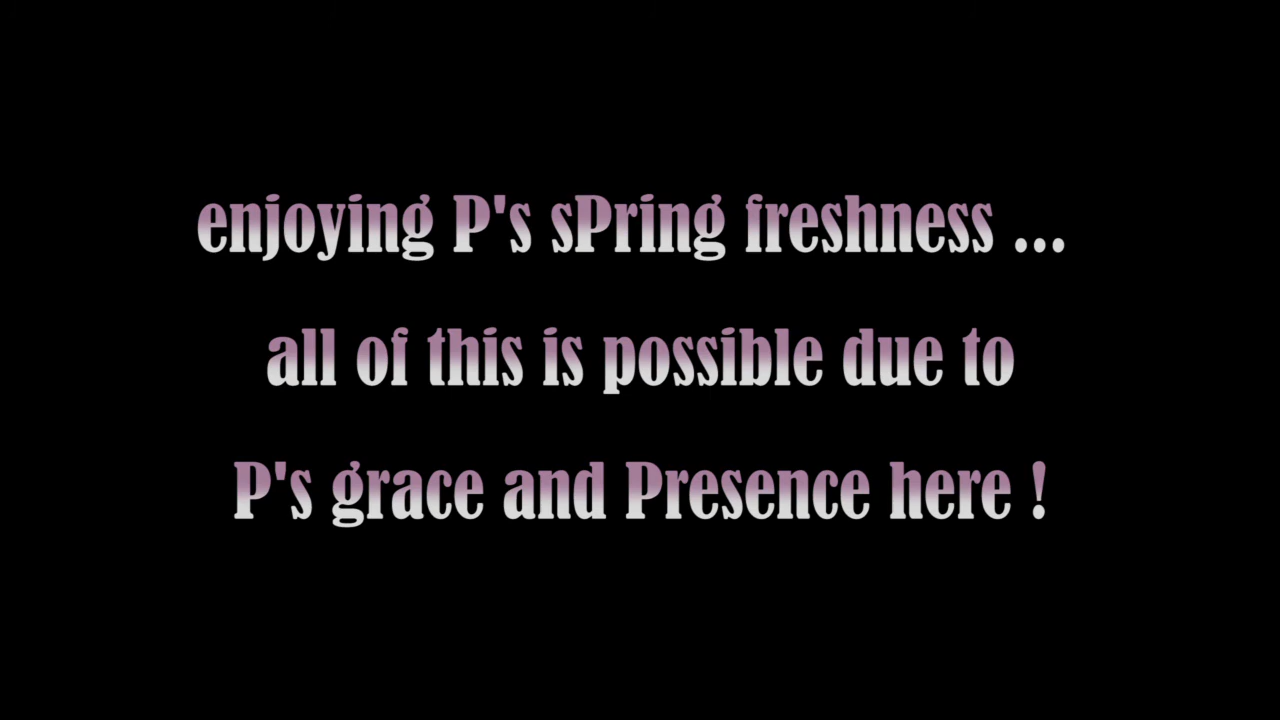 enjoying P's sPring freshness ...
all of this is possible due to
P's grace and Presence here !